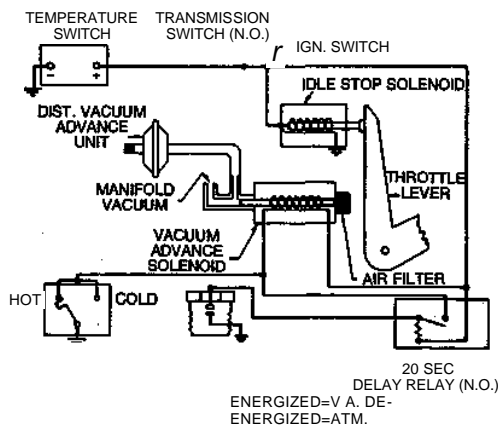 TEMPERATURE
SWITCH
TRANSMISSION
SWITCH (N.O.)
r IGN. SWITCH
IDLE STOP SOLENOID
DIST. VACUUM
ADVANCE
UNIT
MANIFOLD
VACUUM
THROTTLE
LEVER
VACUUM
ADVANCE
SOLENOID
AIR FILTER
HOT
COLD
20 SEC
DELAY RELAY (N.O.)
ENERGIZED=V A. DE-
ENERGIZED=ATM.